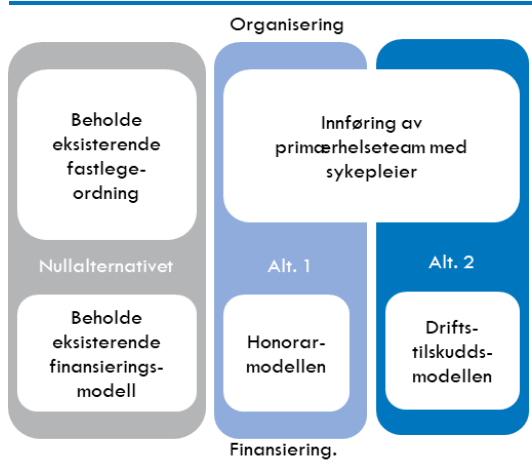 Organisering
Beholde
eksisterende
fastlege-
ordning
Innføring av
primærhelseteam med
sykepleier
Nullalternativet
Alt. 1
Alt. 2
Beholde
eksisterende
finansierings-
modell
Honorar-
modellen
Drifts-
tilskudds-
modellen
Finansiering.